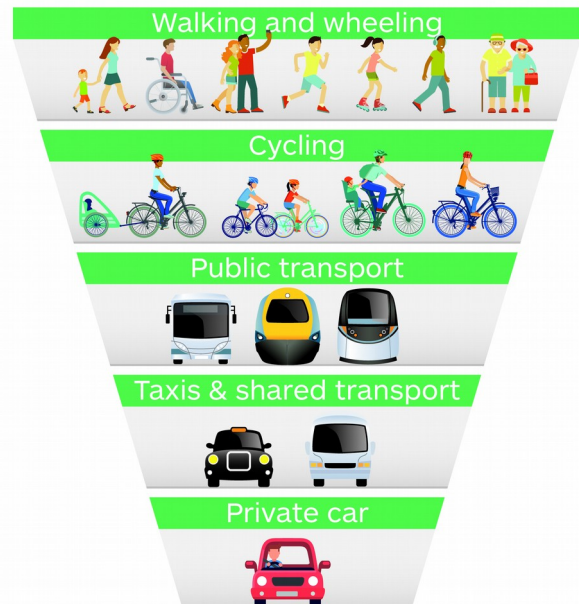 Walking and wheeling
Cycling
Public transport
Taxis & shared transport
Private car